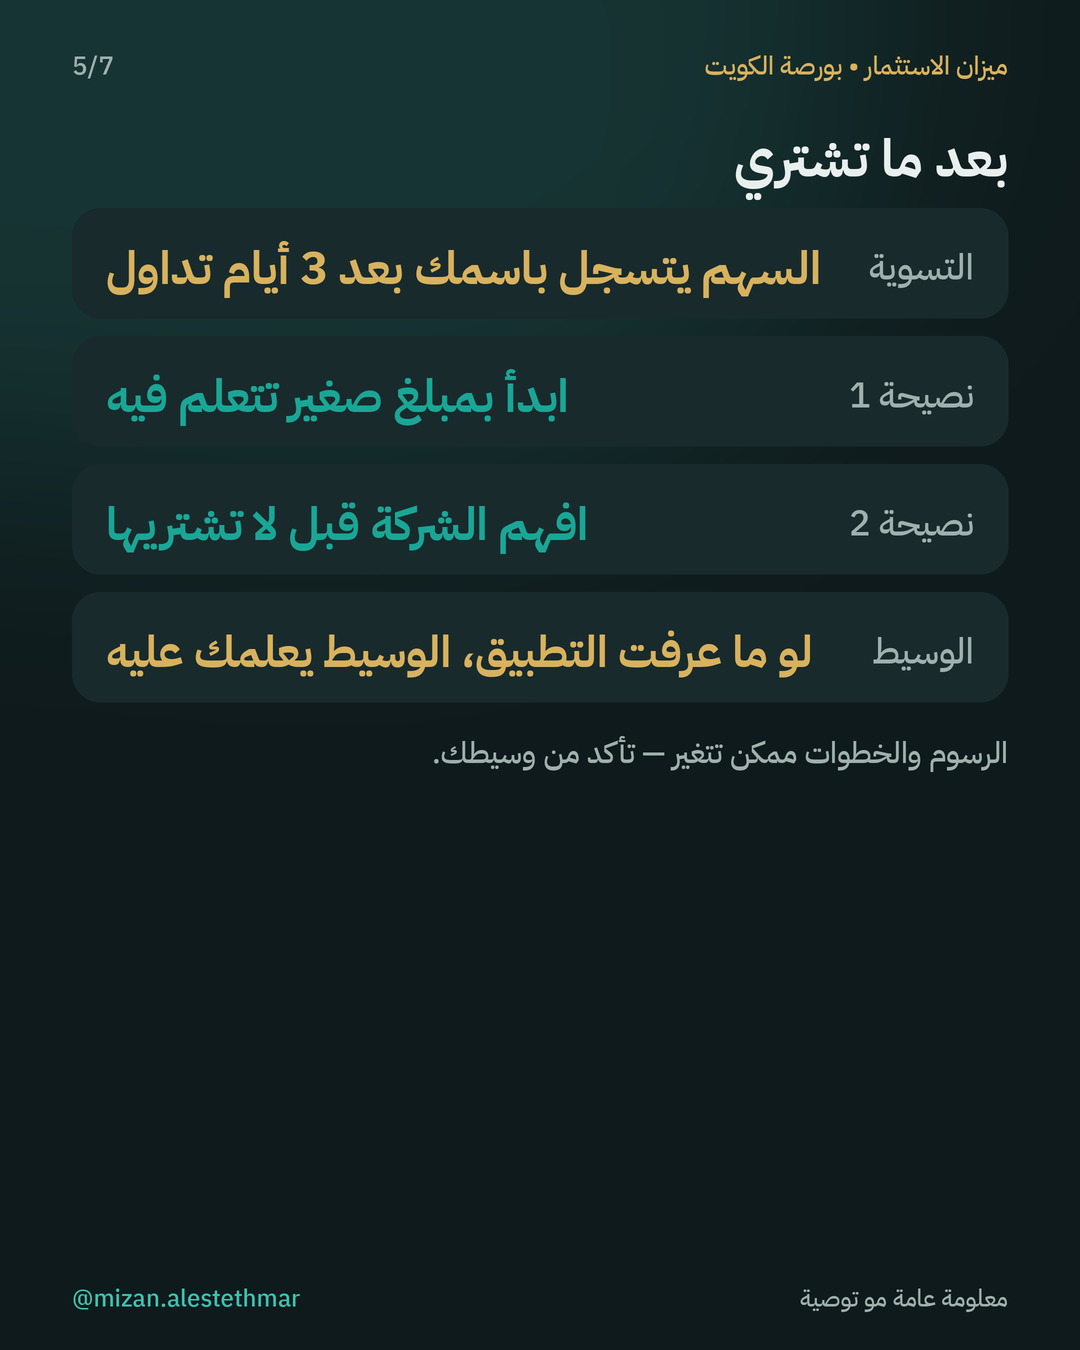 ميزان الاستثمار • بورصة الكويت
5/7
بعد ما تشتري
التسوية
السهم يتسجل باسمك بعد 3 أيام تداول
نصيحة 1
ابدأ بمبلغ صغير تتعلم فيه
نصيحة 2
افهم الشركة قبل لا تشتريها
الوسيط
لو ما عرفت التطبيق، الوسيط يعلمك عليه
الرسوم والخطوات ممكن تتغير — تأكد من وسيطك.
معلومة عامة مو توصية
@mizan.alestethmar